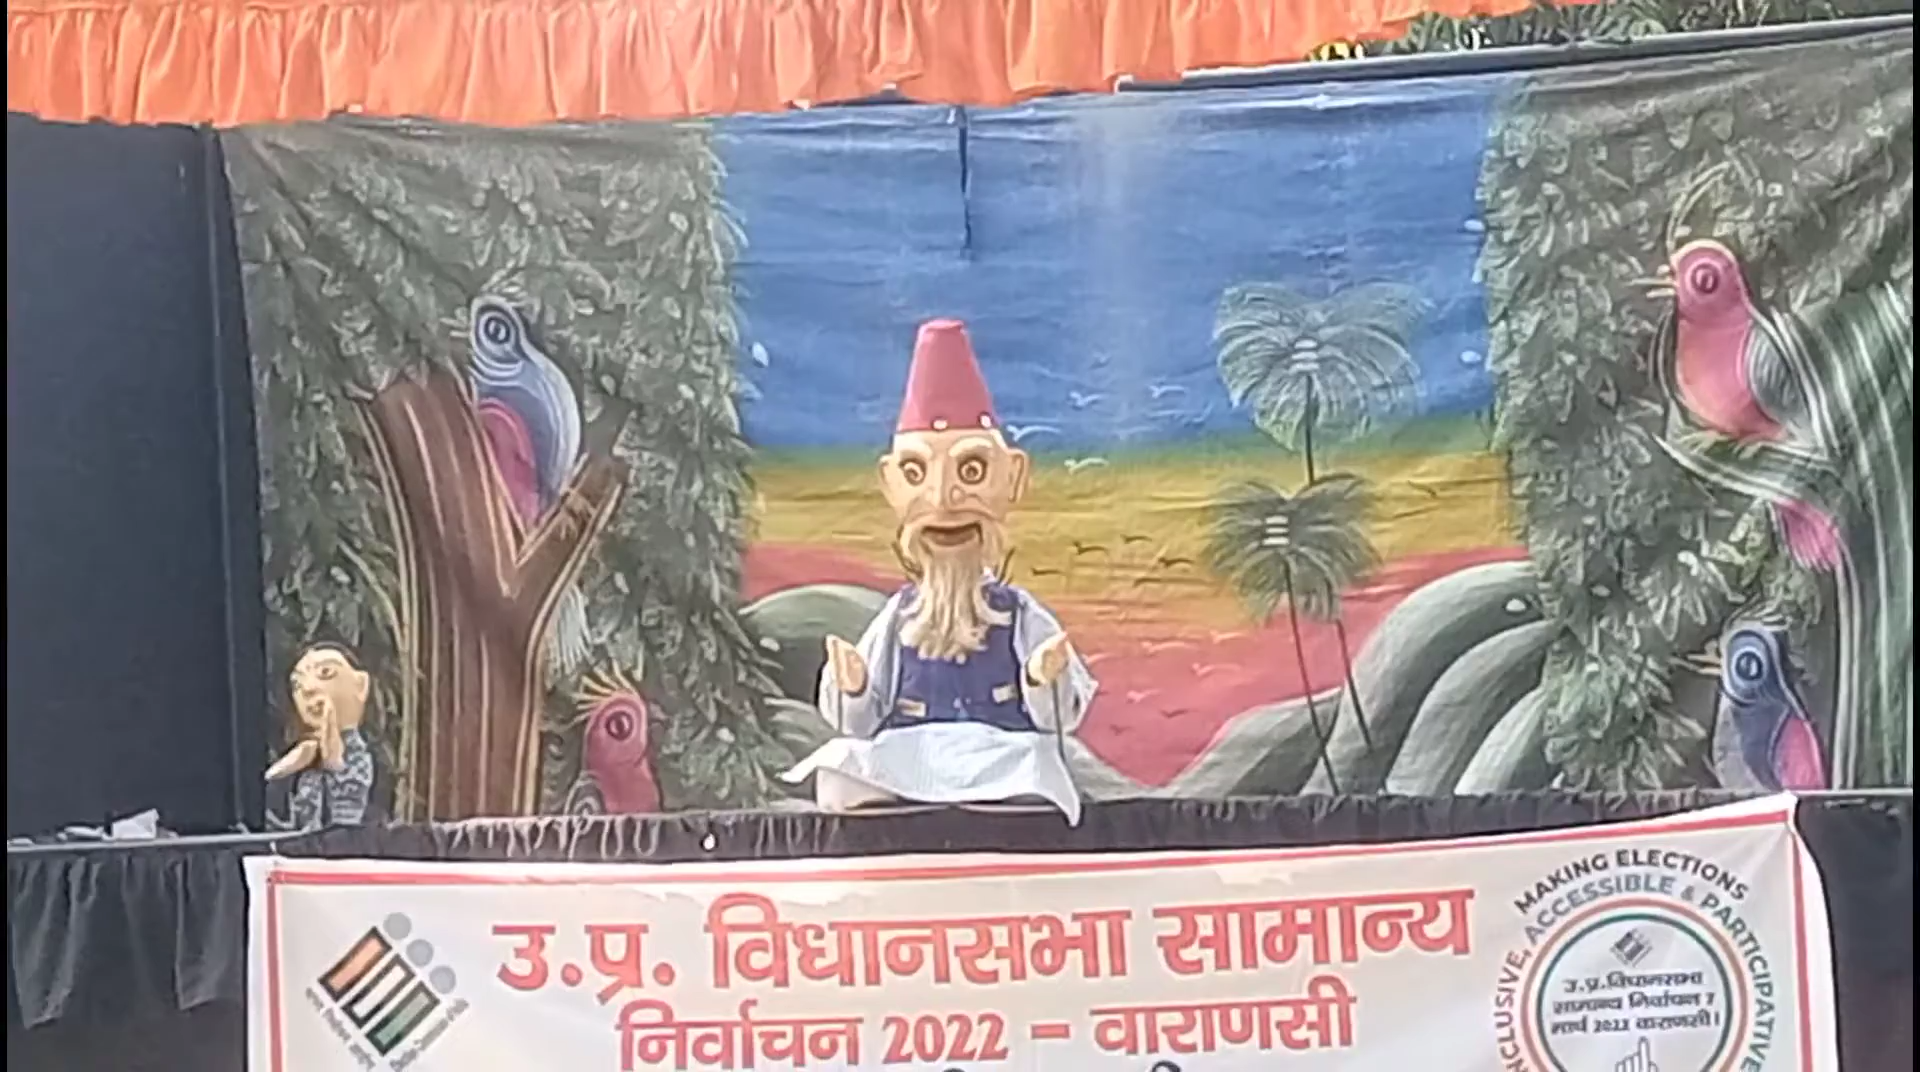 उ.प्र. विधानसभा सामान्य
निर्वाचन 2022 - वाराणसी
MAKING ELECTIONS
INCLUSIVE, ACCESSIBLE & PARTICIPATIVE
उ.प्र.विधानसभा
सामान्य निर्वाचन 7
मार्च 2022 वाराणसी।